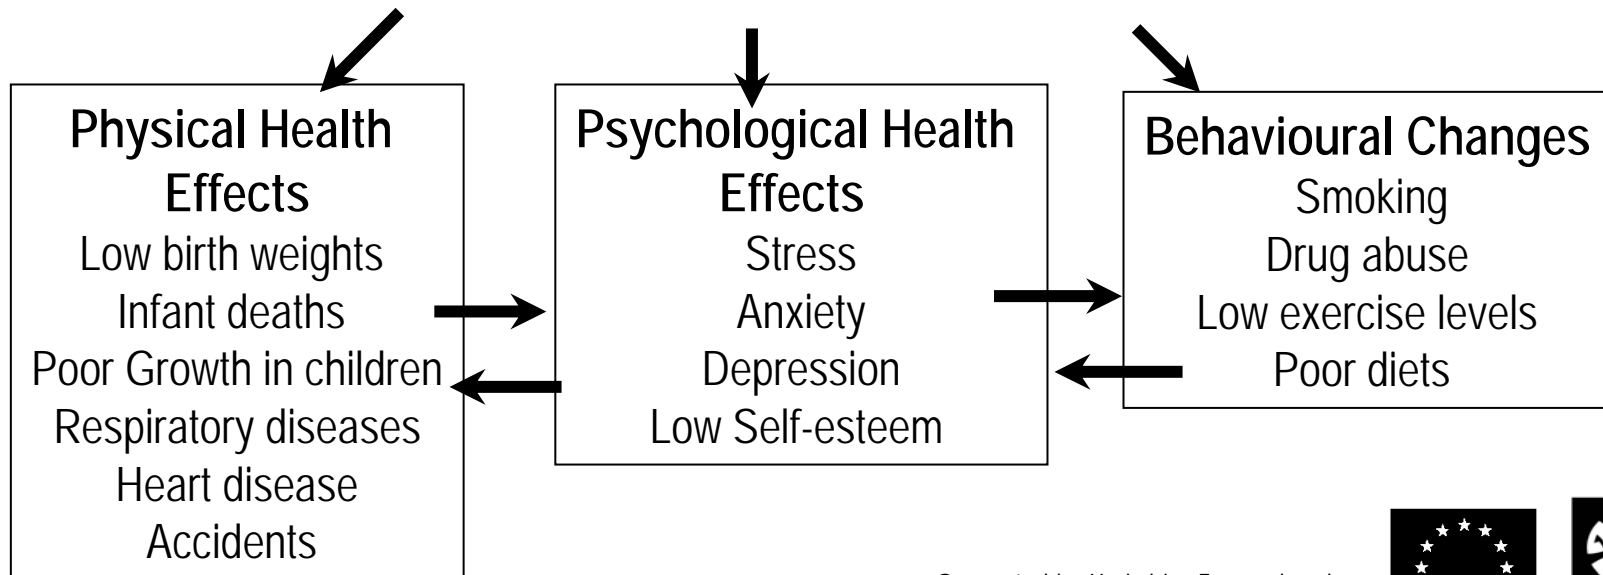 Physical Health
Effects
Low birth weights
Infant deaths
Poor Growth in children
Respiratory diseases
Heart disease
Accidents
Psychological Health
Effects
Stress
Anxiety
Depression
Low Self-esteem
Behavioural Changes
Smoking
Drug abuse
Low exercise levels
Poor diets